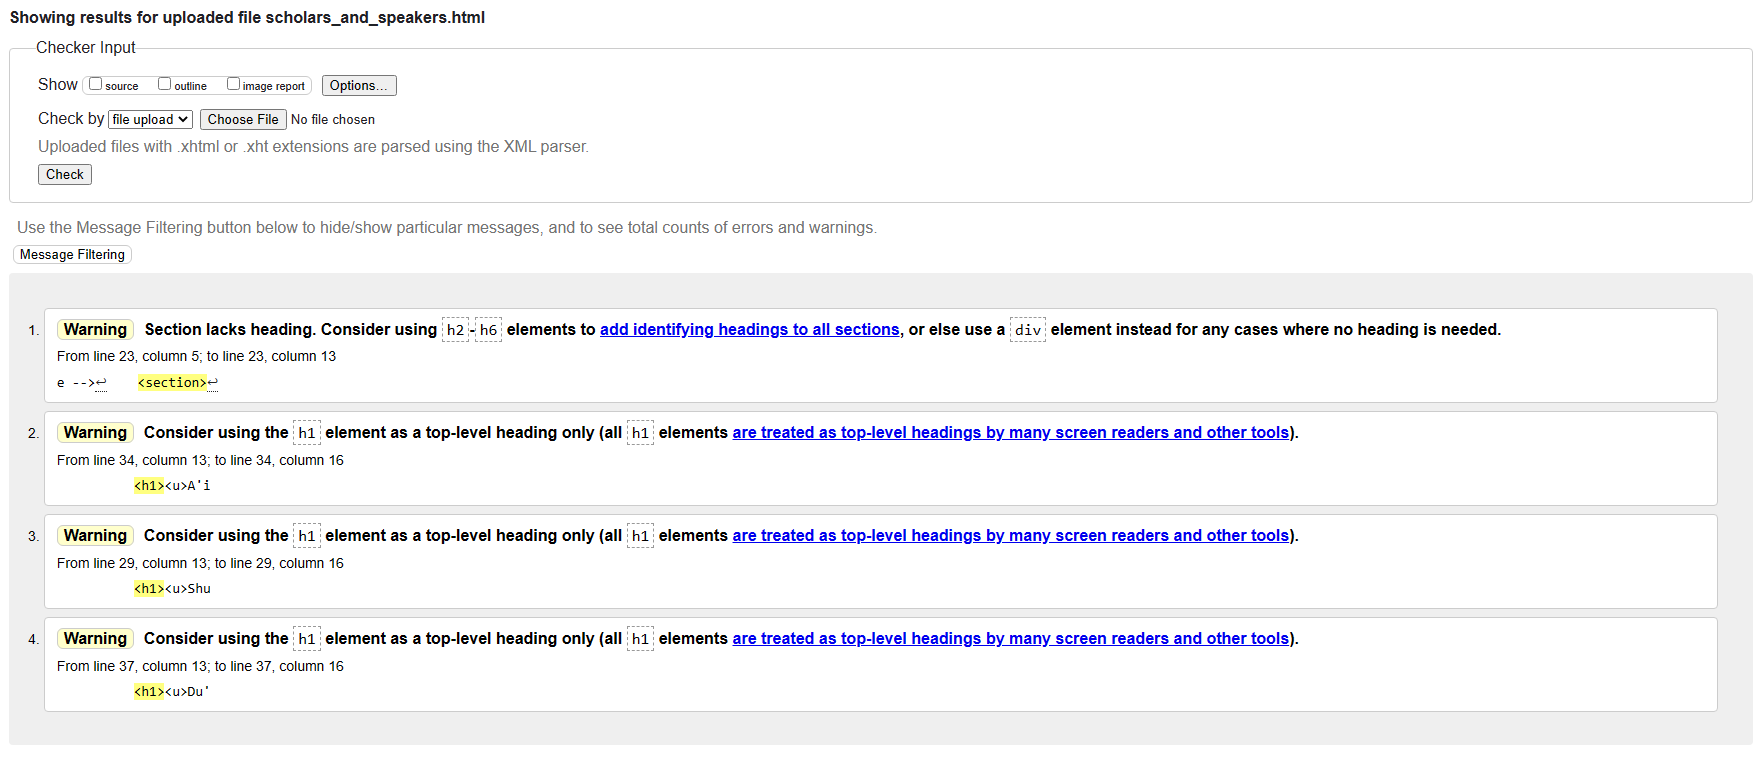 Showing results for uploaded file scholars_and_speakers.html
Checker Input
Show source outline image report Options...
Check by file upload Choose File No file chosen
Uploaded files with .xhtml or .xht extensions are parsed using the XML parser.
Check
Use the Message Filtering button below to hide/show particular messages, and to see total counts of errors and warnings.
Message Filtering
1. Warning Section lacks heading. Consider using h2-h6 elements to add identifying headings to all sections, or else use a div element instead for any cases where no heading is needed.
From line 23, column 5; to line 23, column 13
e -->↩ <section>↩
2. Warning Consider using the h1 element as a top-level heading only (all h1 elements are treated as top-level headings by many screen readers and other tools).
From line 34, column 13; to line 34, column 16
<h1><u>A'i
3. Warning Consider using the h1 element as a top-level heading only (all h1 elements are treated as top-level headings by many screen readers and other tools).
From line 29, column 13; to line 29, column 16
<h1><u>Shu
4. Warning Consider using the h1 element as a top-level heading only (all h1 elements are treated as top-level headings by many screen readers and other tools).
From line 37, column 13; to line 37, column 16
<h1><u>Du'